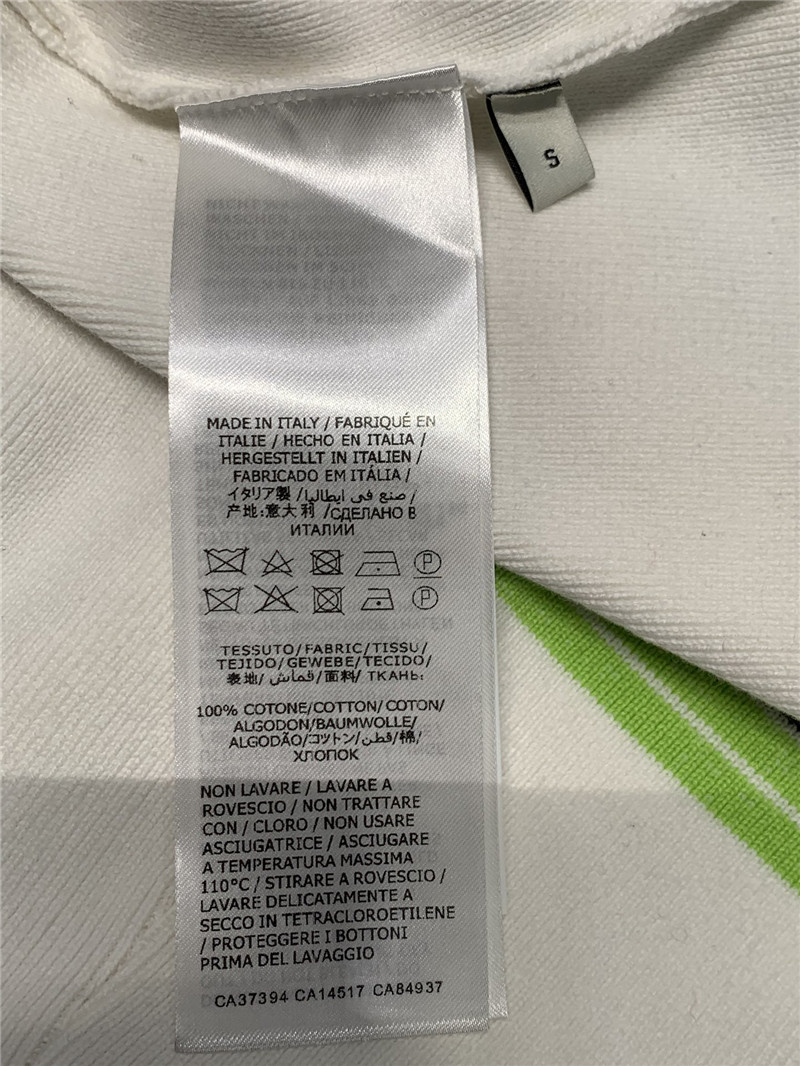 S
MADE IN ITALY / FABRIQUÉ EN
ITALIE / HECHO EN ITALIA /
HERGESTELLT IN ITALIEN /
FABRICADO EM ITÁLIA /
イタリア製 / صنع في ايطاليا /
产地:意大利 /СДЕЛАНО В
ИТАЛИИ
P
P
TESSUTO/FABRIC/TISSU/
TEJIDO/GEWEBE/TECIDO/
表地/ قماش /面料/ ТКАНЬ:
100% COTONE/COTTON/COTON/
ALGODON/BAUMWOLLE/
ALGODÃO/コットン/قطن/棉/
ХЛОПОК
NON LAVARE / LAVARE A
ROVESCIO / NON TRATTARE
CON / CLORO / NON USARE
ASCIUGATRICE / ASCIUGARE
A TEMPERATURA MASSIMA
110°C / STIRARE A ROVESCIO /
LAVARE DELICATAMENTE A
SECCO IN TETRACLOROETILENE
/ PROTEGGERE I BOTTONI
PRIMA DEL LAVAGGIO
CA37394 CA14517 CA84937